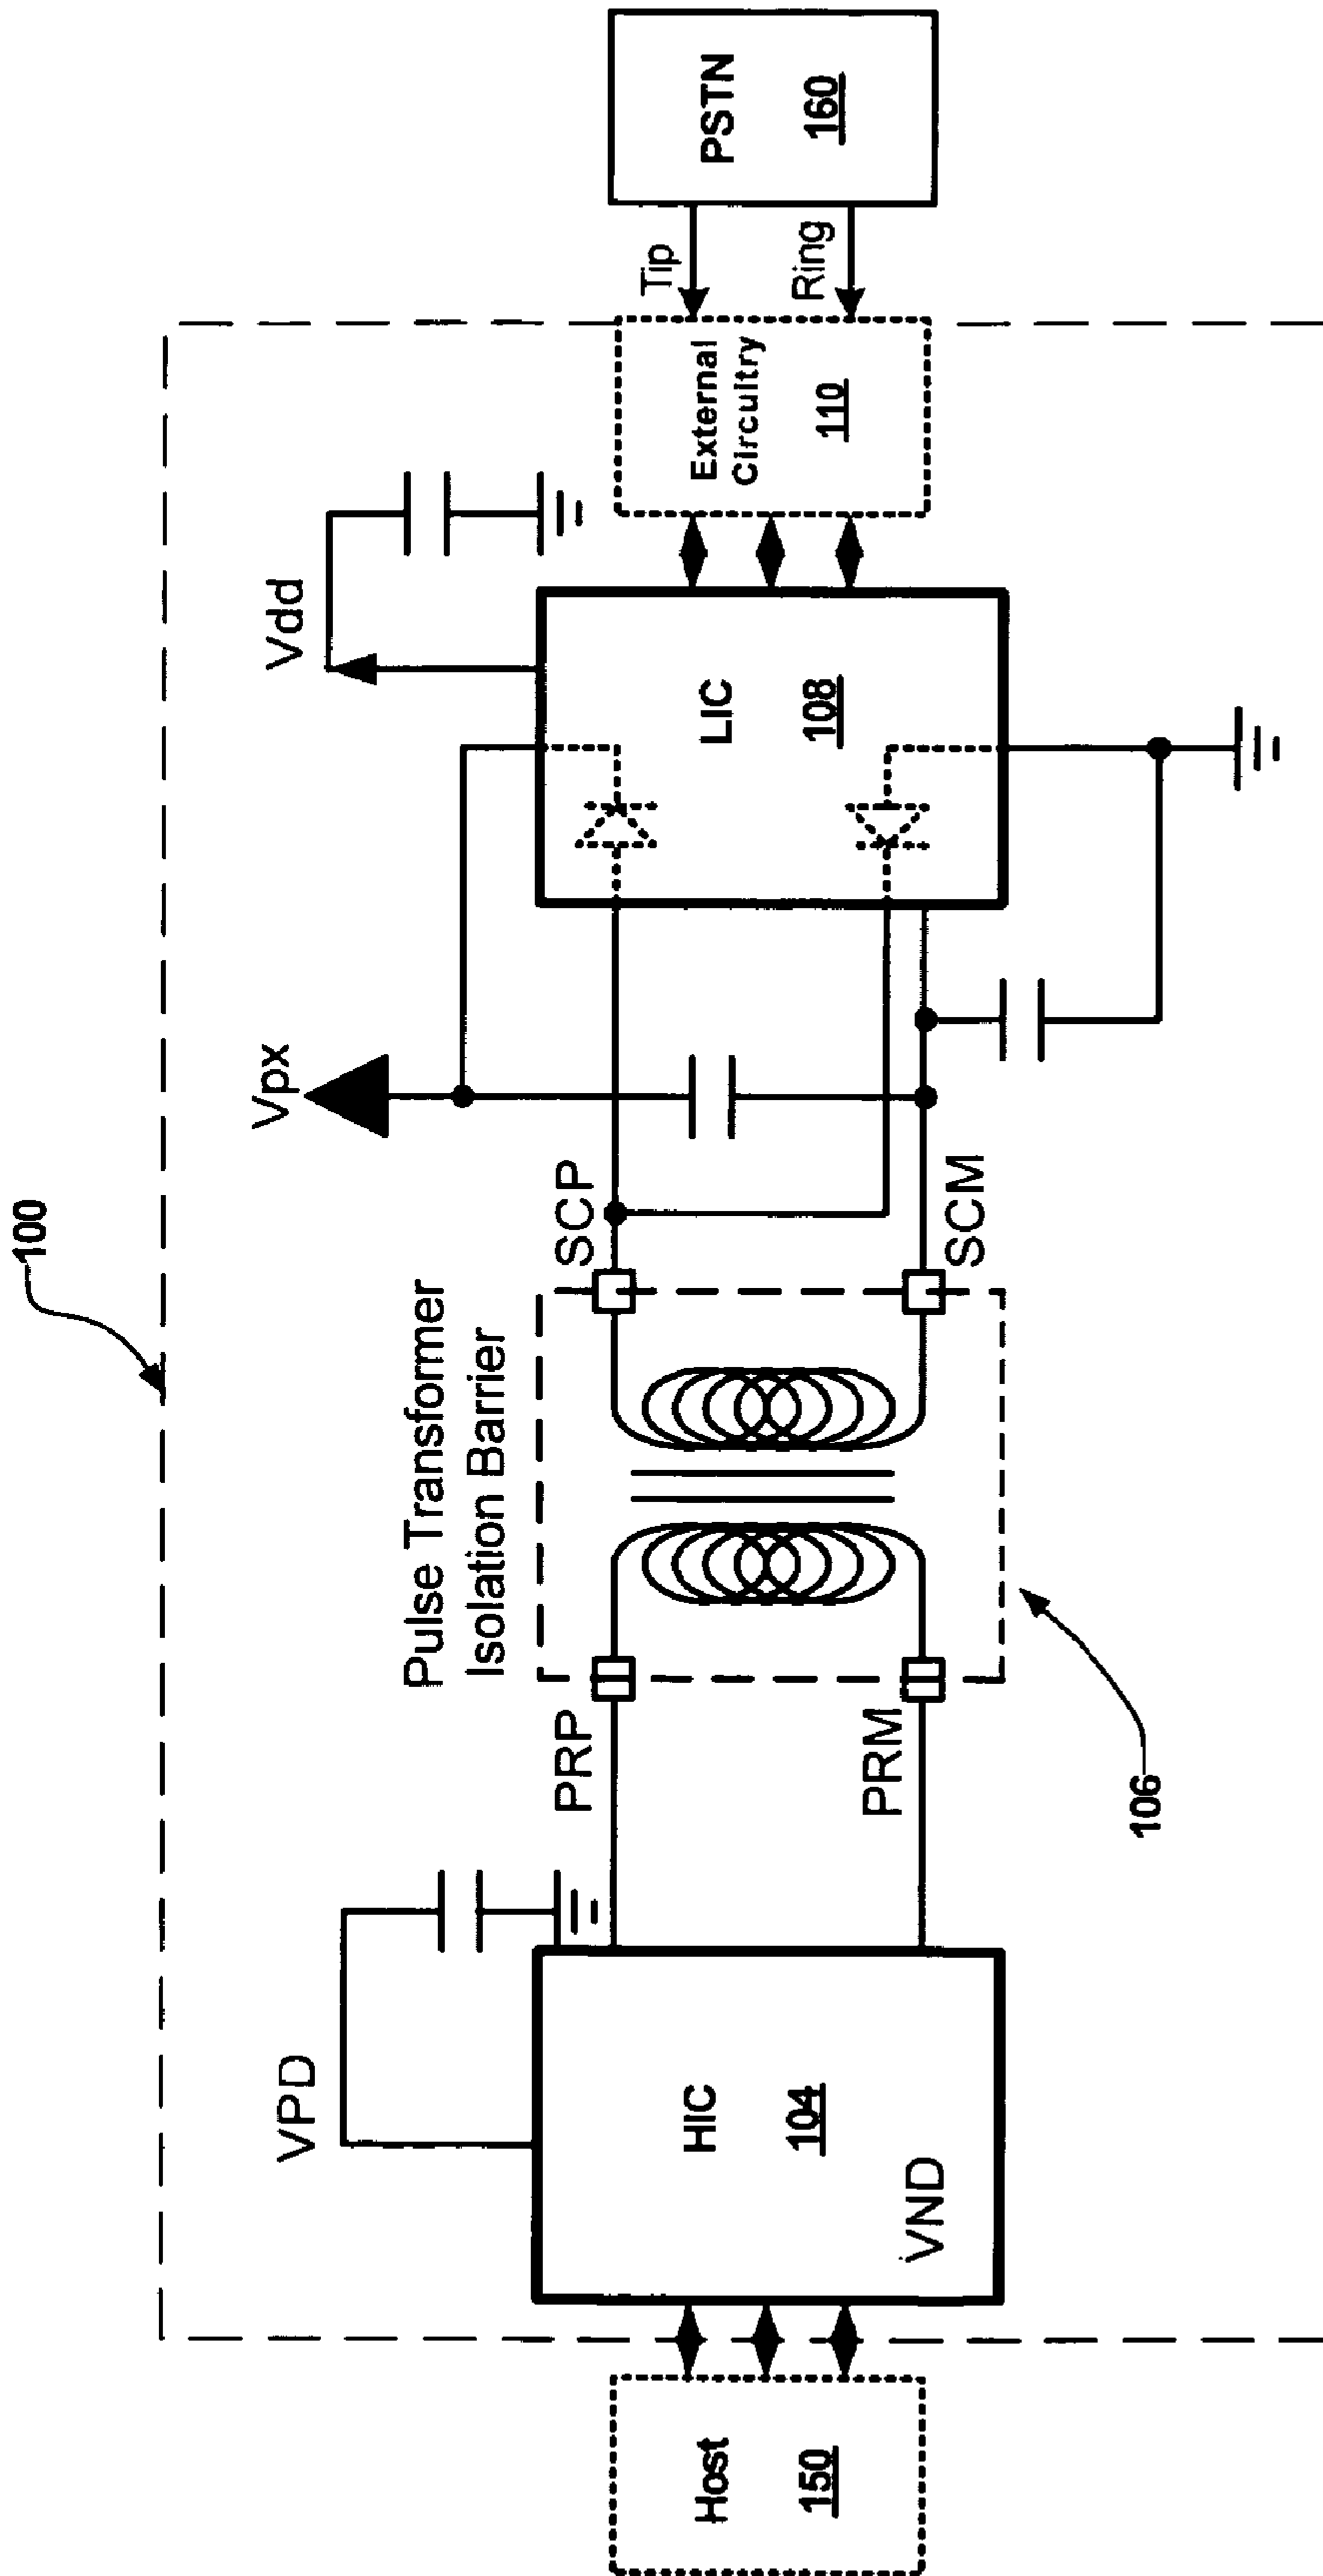 100
Pulse Transformer
Isolation Barrier
VPD
Vpx
Vdd
Host
150
HIC
104
VND
PRP
PRM
SCP
SCM
106
LIC
108
External
Circuitry
110
Tip
Ring
PSTN
160